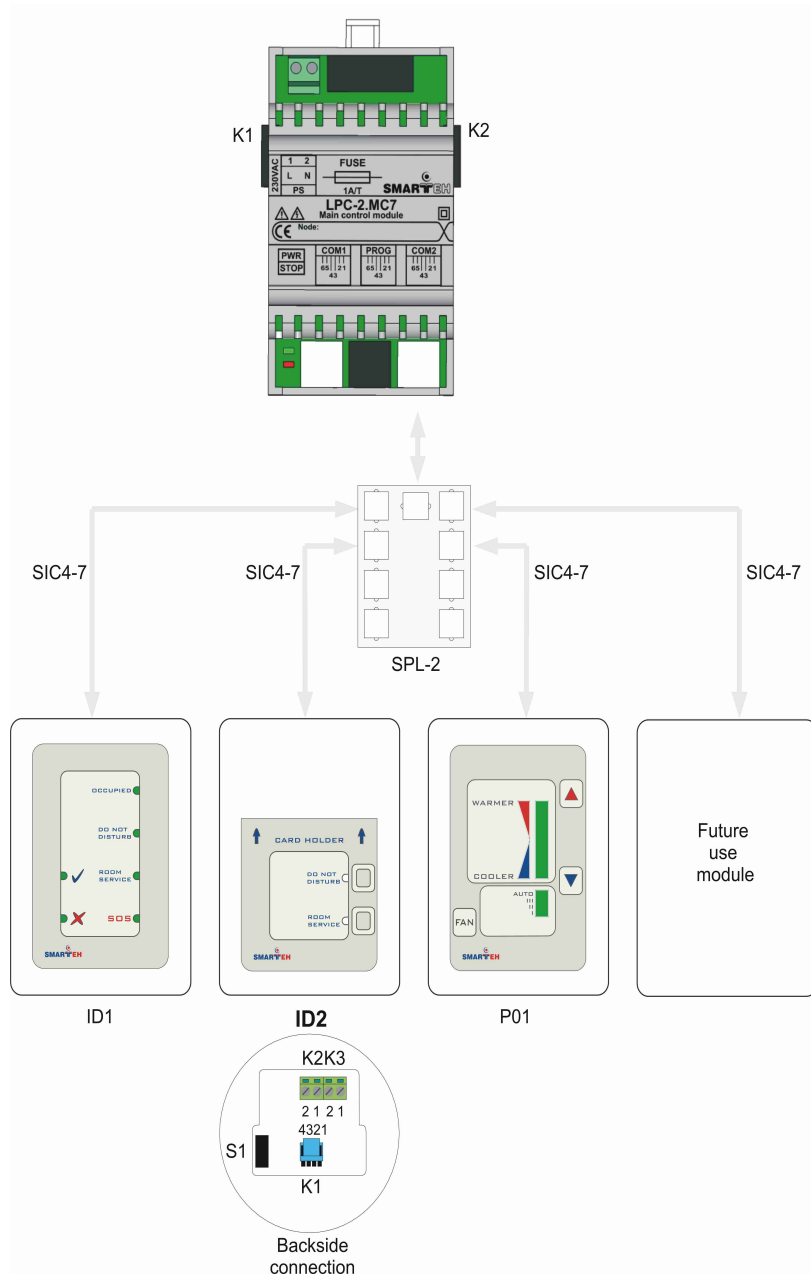 K1
K2
230VAC
1 2
L N
PS
FUSE
1A/T
SMARTEH
LPC-2.MC7
Main control module
CE Node:
PWR
STOP
COM1
65 21
43
PROG
65 21
43
COM2
65 21
43
SIC4-7
SIC4-7
SIC4-7
SIC4-7
SPL-2
OCCUPIED
DO NOT
DISTURB
ROOM
SERVICE
SOS
SMARTEH
ID1
CARD HOLDER
DO NOT
DISTURB
ROOM
SERVICE
SMARTEH
ID2
WARMER
COOLER
AUTO
III
II
I
FAN
SMARTEH
P01
Future
use
module
K2K3
2 1 2 1
4321
S1
K1
Backside
connection